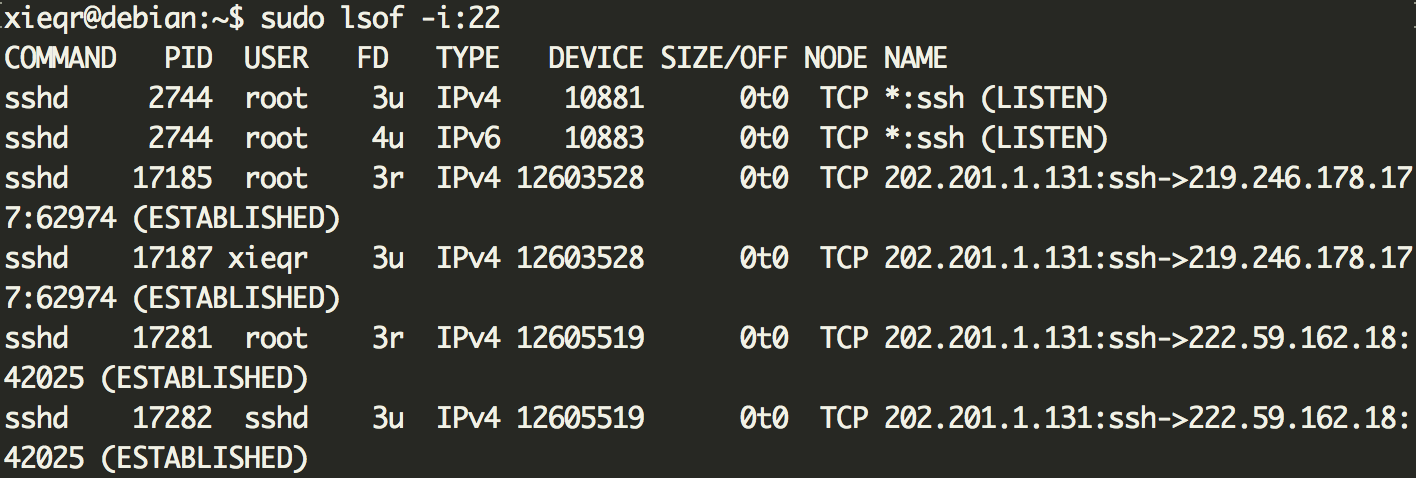 xieqr@debian:~$ sudo lsof -i:22
COMMAND   PID  USER   FD   TYPE   DEVICE SIZE/OFF NODE NAME
sshd     2744  root    3u  IPv4    10881      0t0  TCP *:ssh (LISTEN)
sshd     2744  root    4u  IPv6    10883      0t0  TCP *:ssh (LISTEN)
sshd    17185  root    3r  IPv4 12603528      0t0  TCP 202.201.1.131:ssh->219.246.178.17
7:62974 (ESTABLISHED)
sshd    17187 xieqr    3u  IPv4 12603528      0t0  TCP 202.201.1.131:ssh->219.246.178.17
7:62974 (ESTABLISHED)
sshd    17281  root    3r  IPv4 12605519      0t0  TCP 202.201.1.131:ssh->222.59.162.18:
42025 (ESTABLISHED)
sshd    17282  sshd    3u  IPv4 12605519      0t0  TCP 202.201.1.131:ssh->222.59.162.18:
42025 (ESTABLISHED)